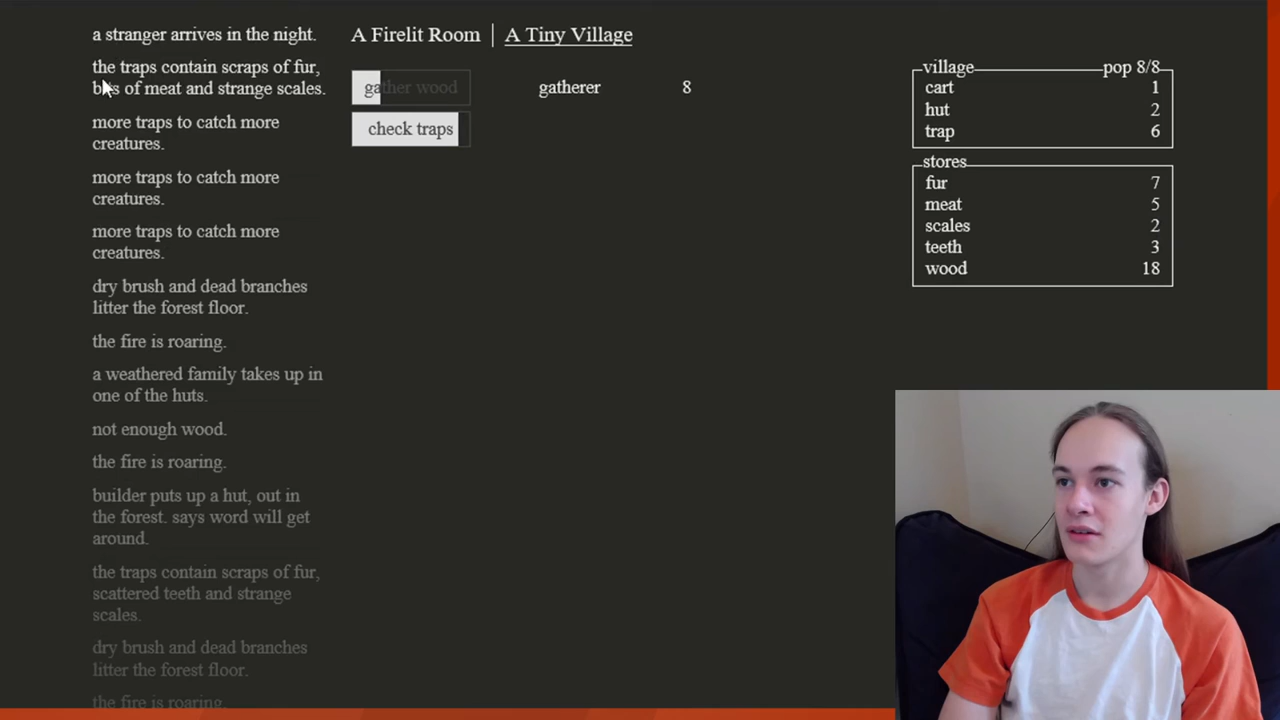 a stranger arrives in the night.
the traps contain scraps of fur,
bits of meat and strange scales.
more traps to catch more
creatures.
more traps to catch more
creatures.
more traps to catch more
creatures.
dry brush and dead branches
litter the forest floor.
the fire is roaring.
a weathered family takes up in
one of the huts.
not enough wood.
the fire is roaring.
builder puts up a hut, out in
the forest. says word will get
around.
the traps contain scraps of fur,
scattered teeth and strange
scales.
dry brush and dead branches
litter the forest floor.
the fire is roaring.
A Firelit Room | A Tiny Village
gather wood
check traps
gatherer 8
village pop 8/8
cart 1
hut 2
trap 6
stores
fur 7
meat 5
scales 2
teeth 3
wood 18